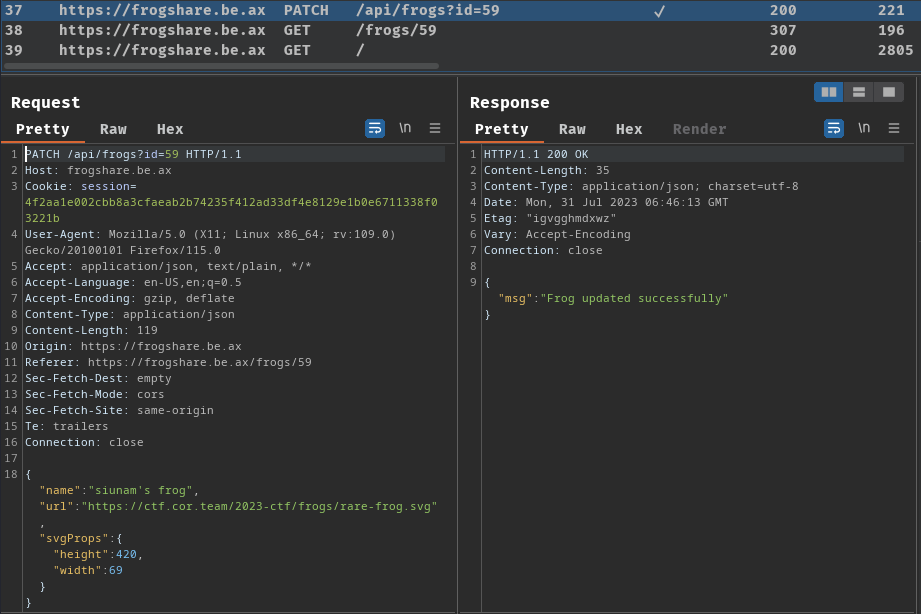 37 https://frogshare.be.ax PATCH /api/frogs?id=59 ✓ 200 221
38 https://frogshare.be.ax GET /frogs/59 307 196
39 https://frogshare.be.ax GET / 200 2805
Request
Pretty Raw Hex \n
1 PATCH /api/frogs?id=59 HTTP/1.1
2 Host: frogshare.be.ax
3 Cookie: session=
4f2aa1e002cbb8a3cfaeab2b74235f412ad33df4e8129e1b0e6711338f0
3221b
4 User-Agent: Mozilla/5.0 (X11; Linux x86_64; rv:109.0)
Gecko/20100101 Firefox/115.0
5 Accept: application/json, text/plain, */*
6 Accept-Language: en-US,en;q=0.5
7 Accept-Encoding: gzip, deflate
8 Content-Type: application/json
9 Content-Length: 119
10 Origin: https://frogshare.be.ax
11 Referer: https://frogshare.be.ax/frogs/59
12 Sec-Fetch-Dest: empty
13 Sec-Fetch-Mode: cors
14 Sec-Fetch-Site: same-origin
15 Te: trailers
16 Connection: close
17
18 {
"name":"siunam's frog",
"url":"https://ctf.cor.team/2023-ctf/frogs/rare-frog.svg"
,
"svgProps":{
"height":420,
"width":69
}
}
Response
Pretty Raw Hex Render \n
1 HTTP/1.1 200 OK
2 Content-Length: 35
3 Content-Type: application/json; charset=utf-8
4 Date: Mon, 31 Jul 2023 06:46:13 GMT
5 Etag: "igvgghmdxwz"
6 Vary: Accept-Encoding
7 Connection: close
8
9 {
"msg":"Frog updated successfully"
}